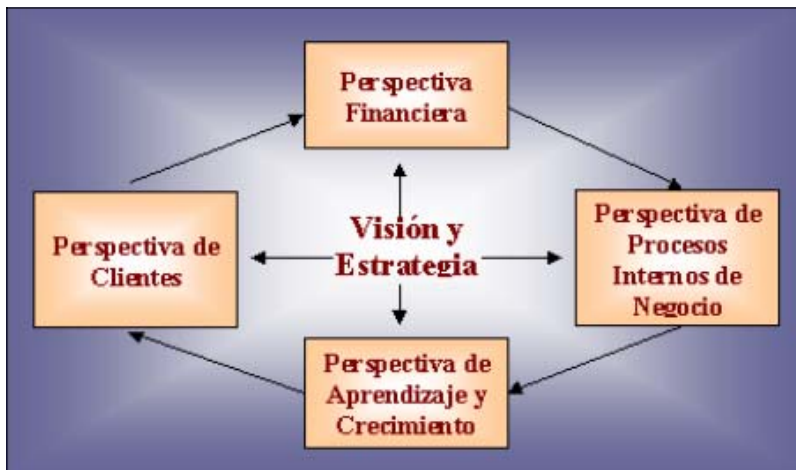 Perspectiva
Financiera
Perspectiva de
Clientes
Visión y
Estrategia
Perspectiva de
Procesos
Internos de
Negocio
Perspectiva de
Aprendizaje y
Crecimiento